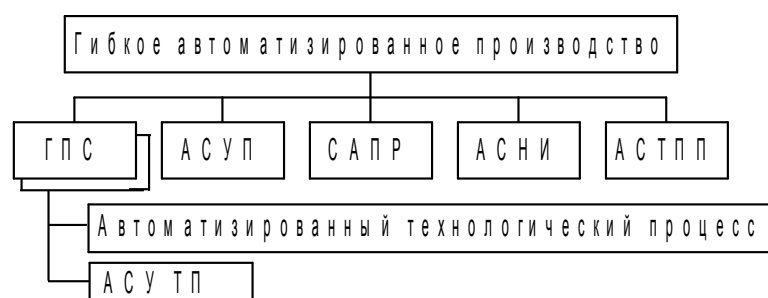 Гибкое автоматизированное производство
ГПС
АСУП
САПР
АСНИ
АСТПП
Автоматизированный технологический процесс
АСУ ТП